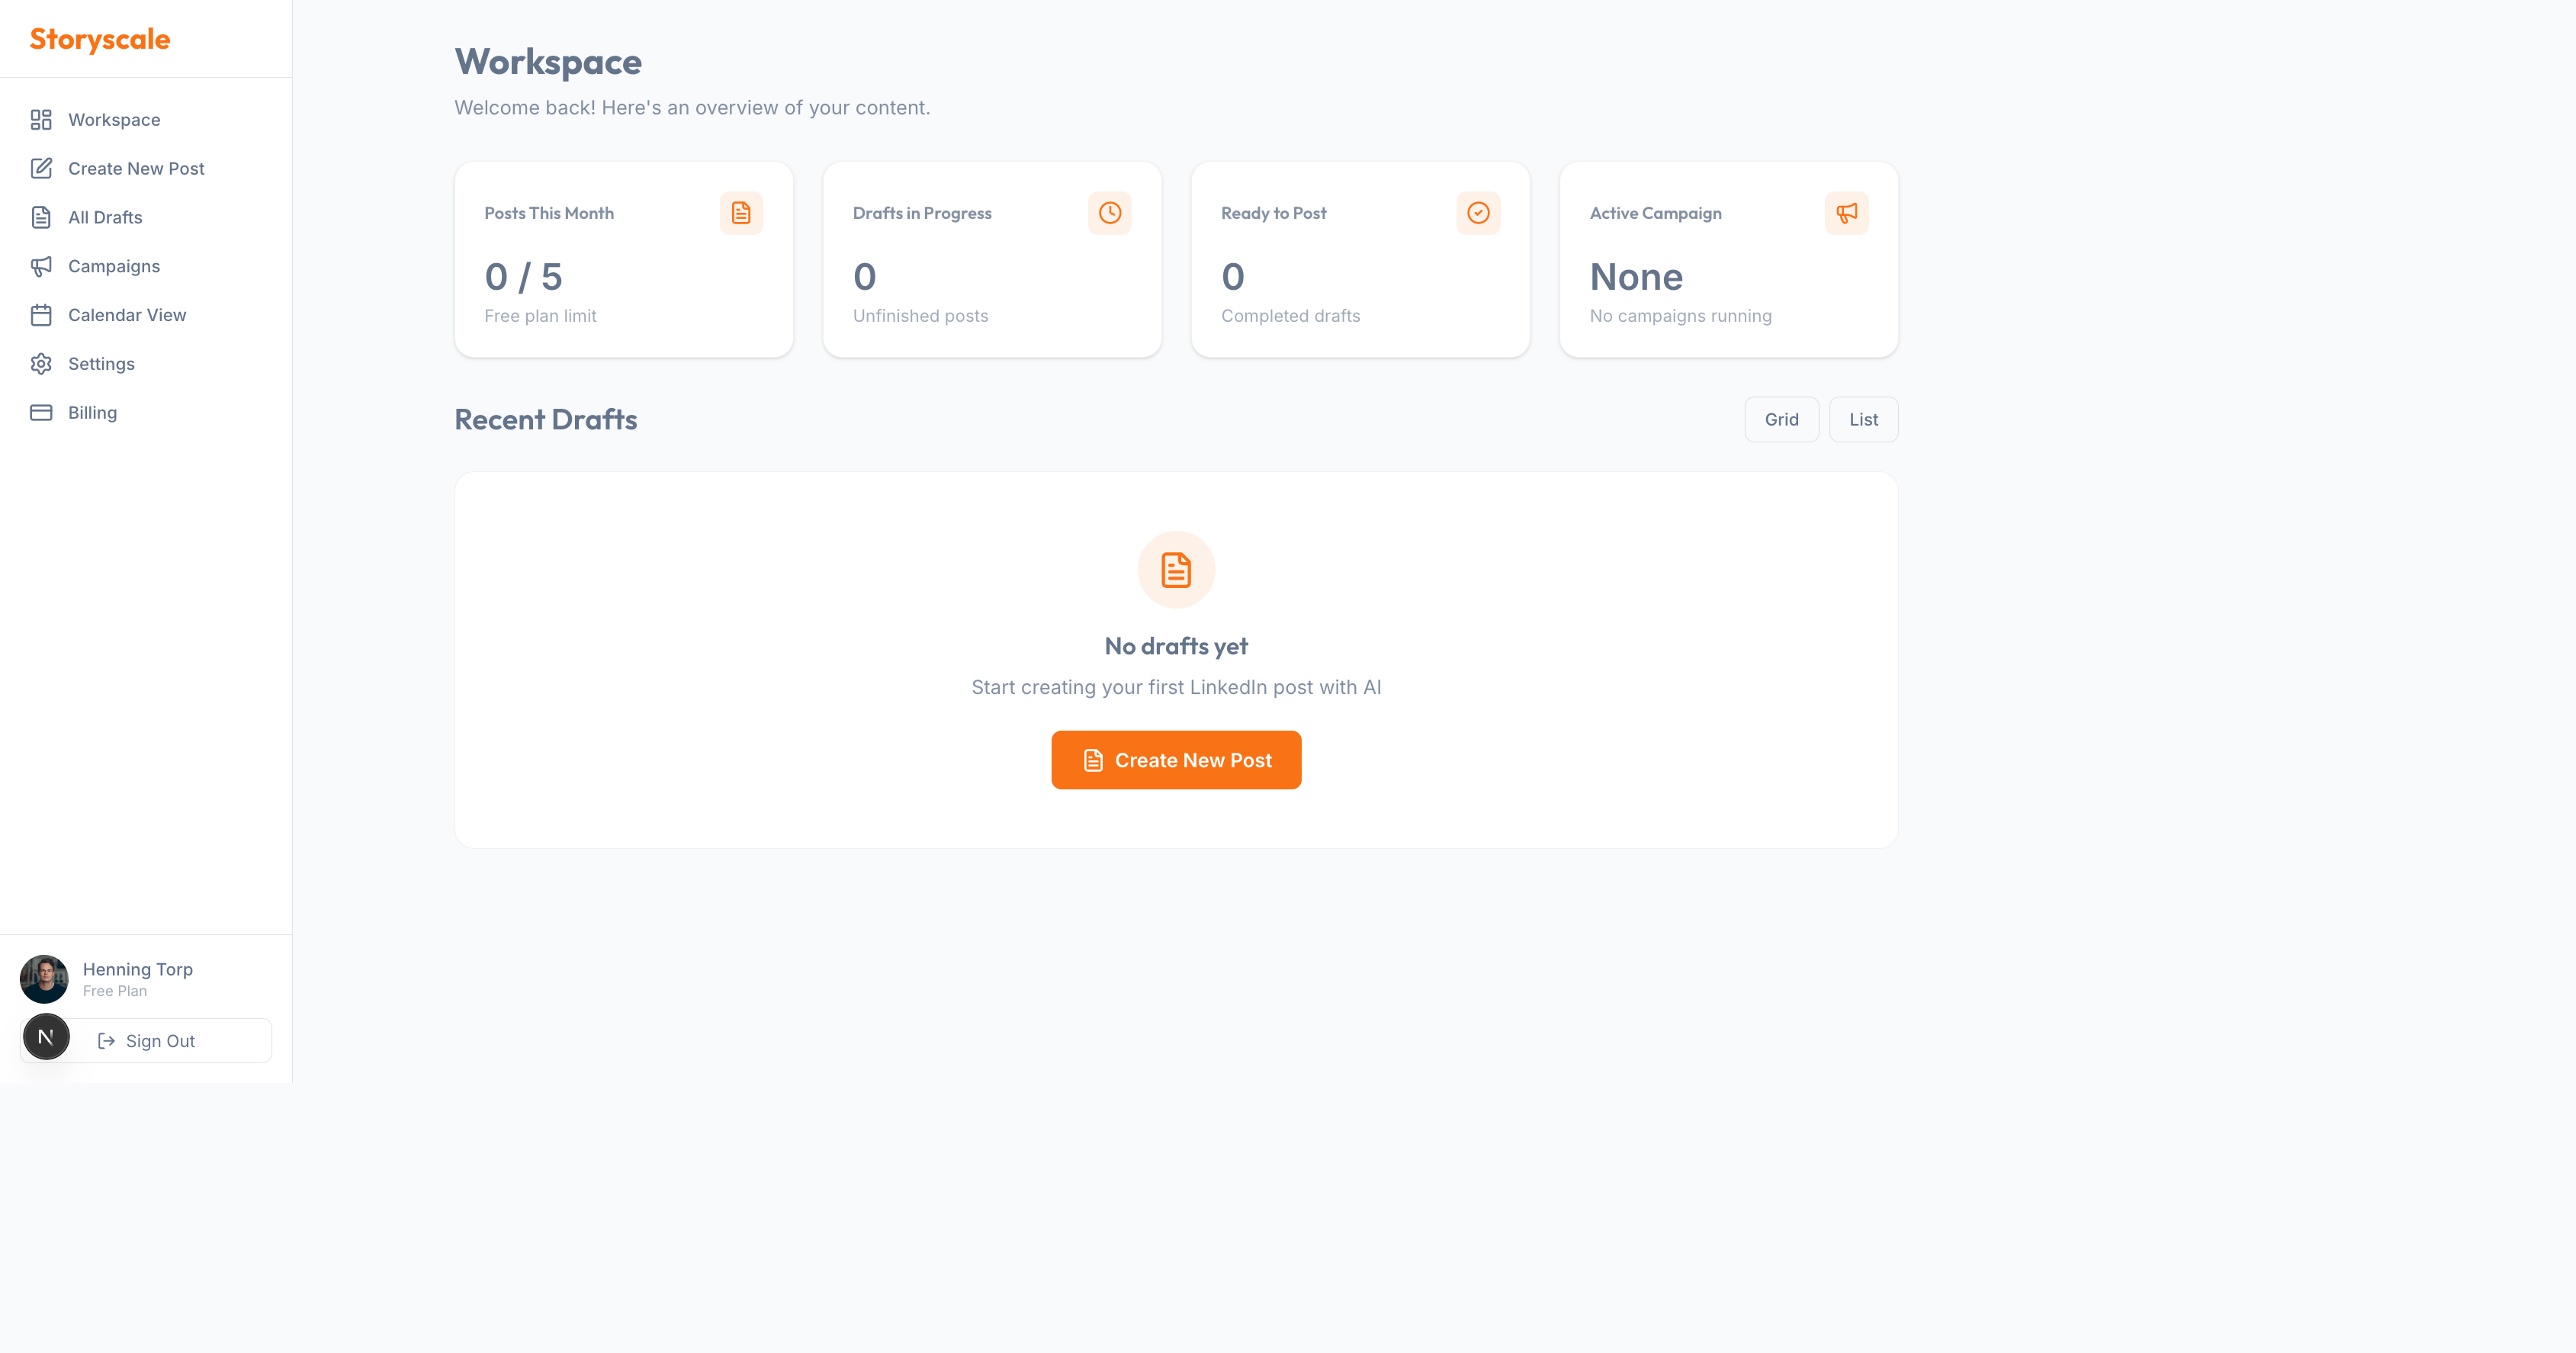 Storyscale
Workspace
Create New Post
All Drafts
Campaigns
Calendar View
Settings
Billing
Henning Torp
Free Plan
N
Sign Out
Workspace
Welcome back! Here's an overview of your content.
Posts This Month
0 / 5
Free plan limit
Drafts in Progress
0
Unfinished posts
Ready to Post
0
Completed drafts
Active Campaign
None
No campaigns running
Recent Drafts
Grid
List
No drafts yet
Start creating your first LinkedIn post with AI
Create New Post